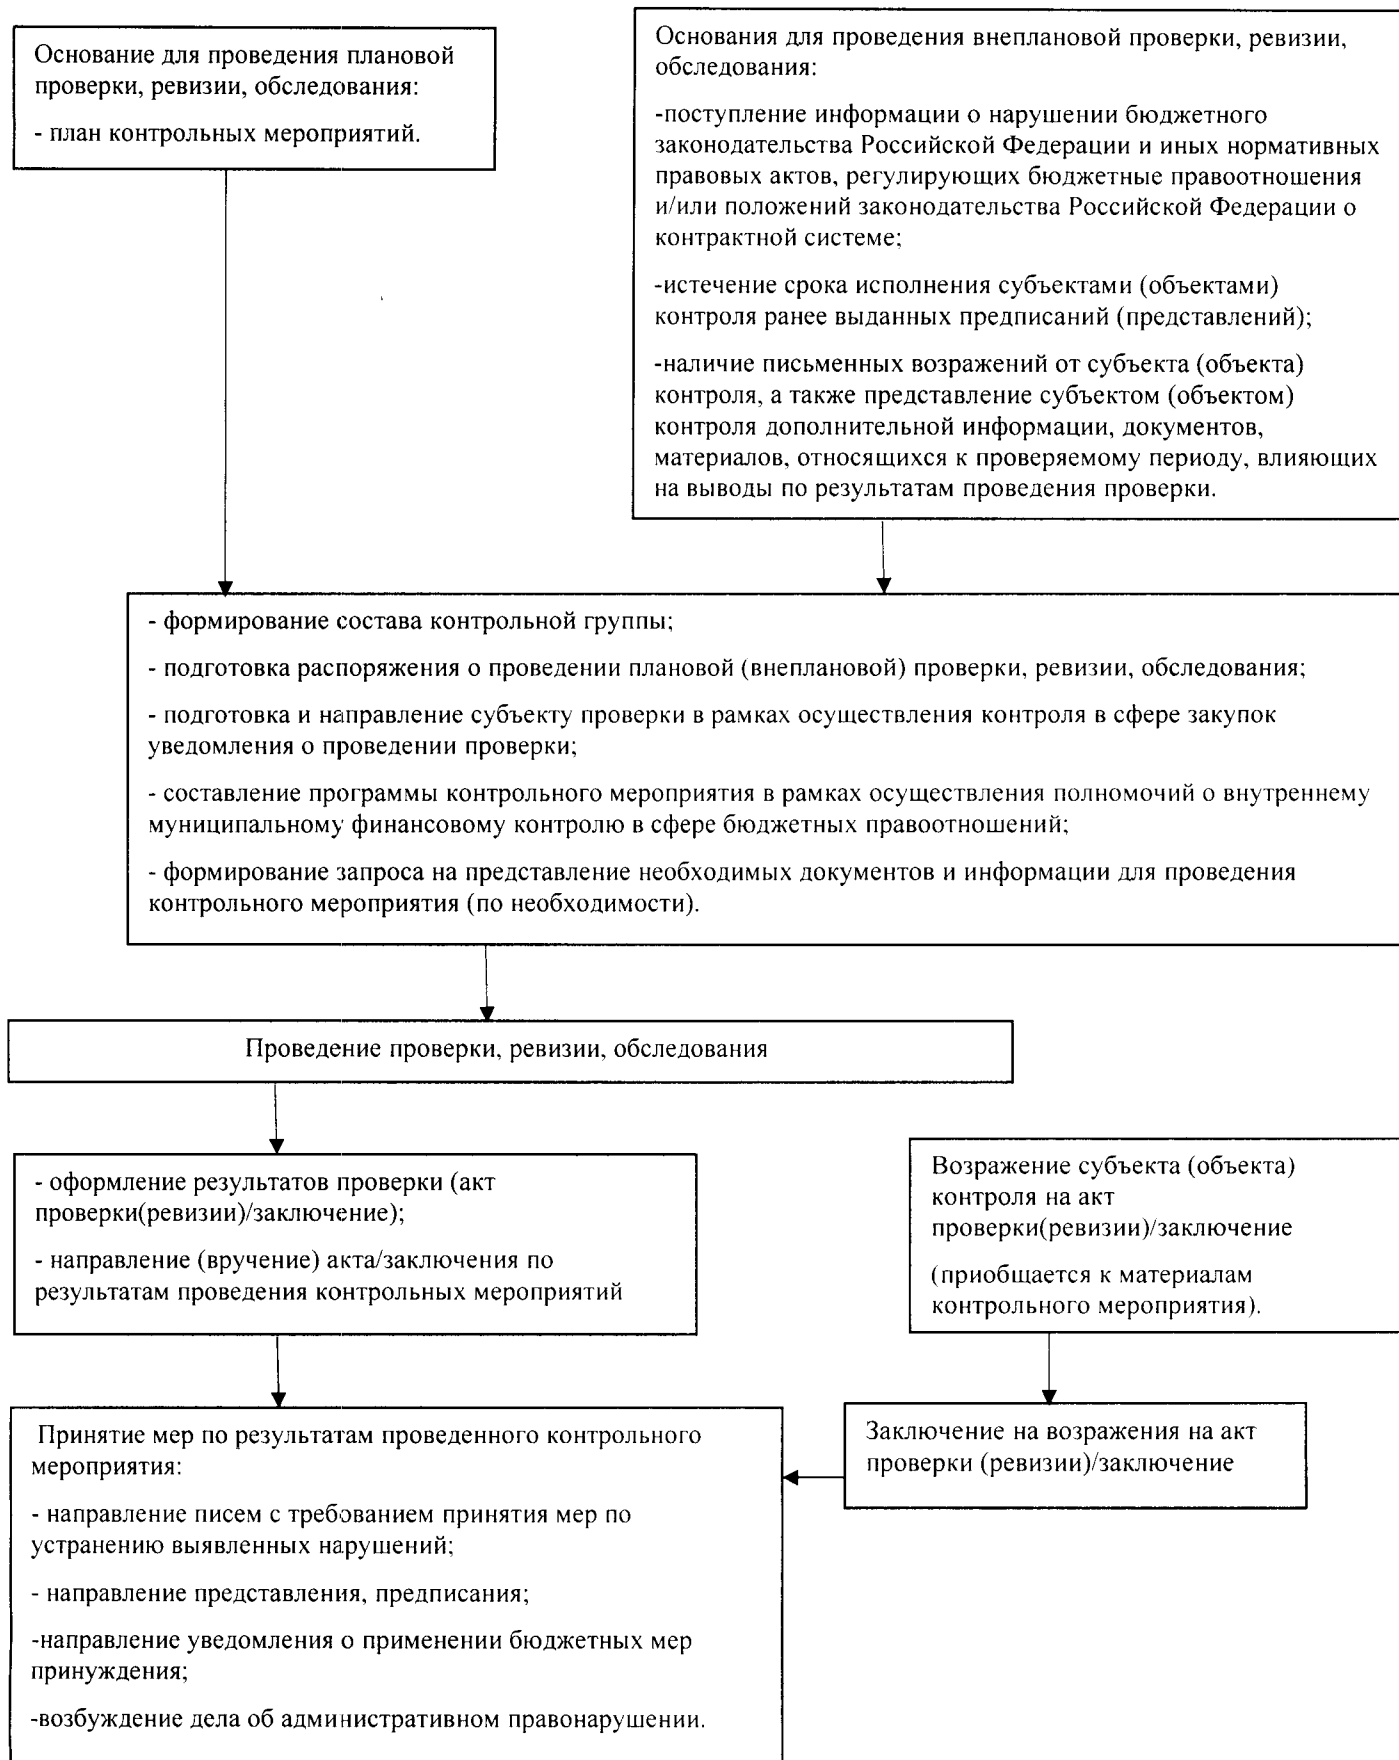 Основание для проведения плановой
проверки, ревизии, обследования:
- план контрольных мероприятий.
Основания для проведения внеплановой проверки, ревизии,
обследования:
-поступление информации о нарушении бюджетного
законодательства Российской Федерации и иных нормативных
правовых актов, регулирующих бюджетные правоотношения
и/или положений законодательства Российской Федерации о
контрактной системе;
-истечение срока исполнения субъектами (объектами)
контроля ранее выданных предписаний (представлений);
-наличие письменных возражений от субъекта (объекта)
контроля, а также представление субъектом (объектом)
контроля дополнительной информации, документов,
материалов, относящихся к проверяемому периоду, влияющих
на выводы по результатам проведения проверки.
- формирование состава контрольной группы;
- подготовка распоряжения о проведении плановой (внеплановой) проверки, ревизии, обследования;
- подготовка и направление субъекту проверки в рамках осуществления контроля в сфере закупок
уведомления о проведении проверки;
- составление программы контрольного мероприятия в рамках осуществления полномочий о внутреннему
муниципальному финансовому контролю в сфере бюджетных правоотношений;
- формирование запроса на представление необходимых документов и информации для проведения
контрольного мероприятия (по необходимости).
Проведение проверки, ревизии, обследования
- оформление результатов проверки (акт
проверки(ревизии)/заключение);
- направление (вручение) акта/заключения по
результатам проведения контрольных мероприятий
Возражение субъекта (объекта)
контроля на акт
проверки(ревизии)/заключение
(приобщается к материалам
контрольного мероприятия).
Принятие мер по результатам проведенного контрольного
мероприятия:
- направление писем с требованием принятия мер по
устранению выявленных нарушений;
- направление представления, предписания;
-направление уведомления о применении бюджетных мер
принуждения;
-возбуждение дела об административном правонарушении.
Заключение на возражения на акт
проверки (ревизии)/заключение